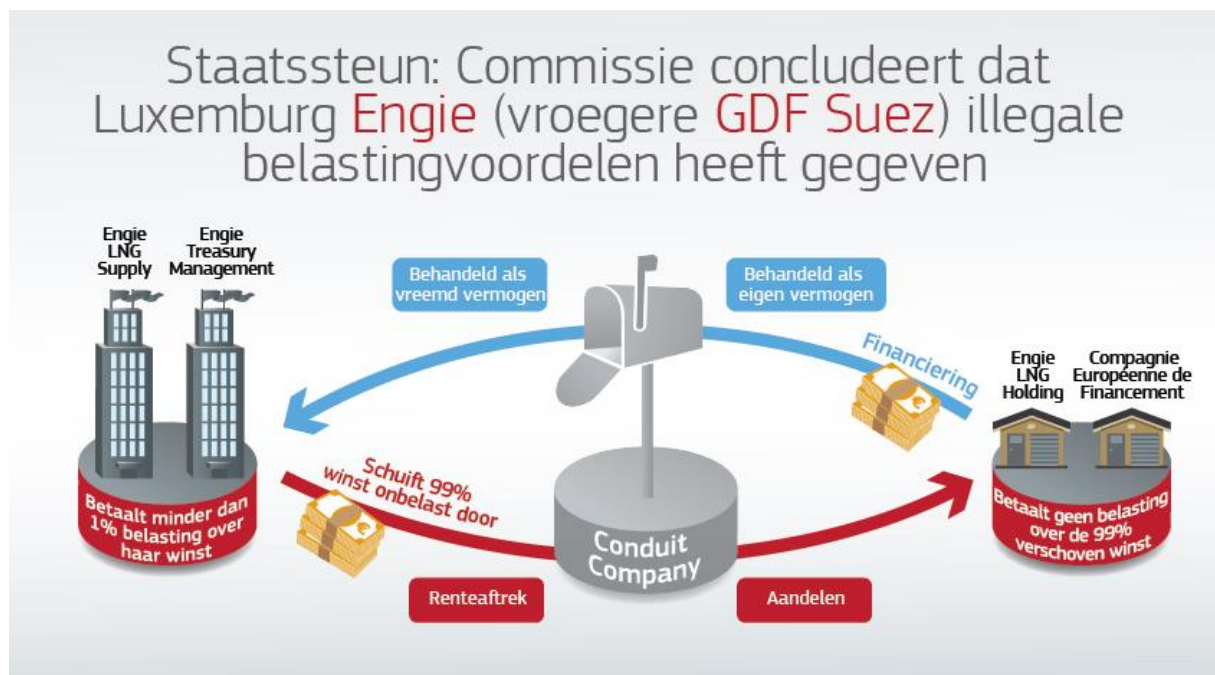 Staatssteun: Commissie concludeert dat
Luxemburg Engie (vroegere GDF Suez) illegale
belastingvoordelen heeft gegeven
Engie
LNG
Supply
Engie
Treasury
Management
Behandeld als
vreemd vermogen
Behandeld als
eigen vermogen
Financiering
Engie
LNG
Holding
Compagnie
Européenne de
Financement
Betaalt minder dan
1% belasting over
haar winst
Schuift 99%
winst onbelast door
Conduit
Company
Betaalt geen belasting
over de 99%
verschoven winst
Renteaftrek
Aandelen